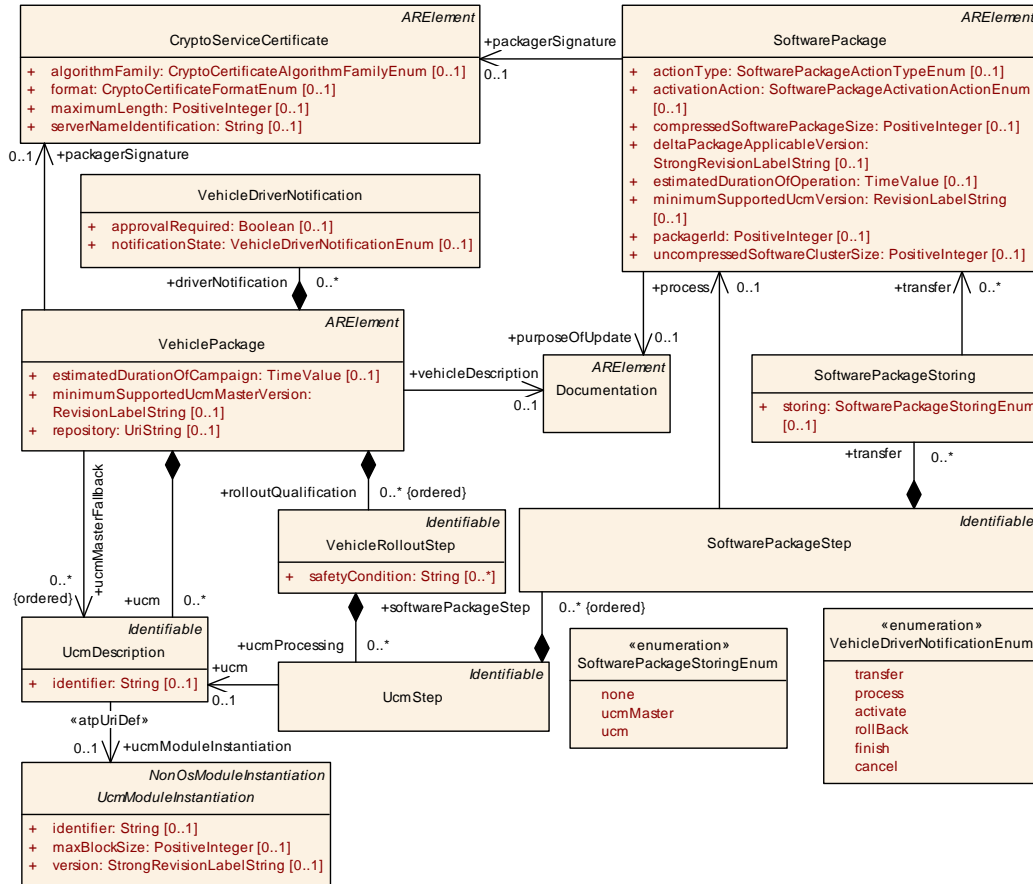 ARElement
CryptoServiceCertificate
+ algorithmFamily: CryptoCertificateAlgorithmFamilyEnum [0..1]
+ format: CryptoCertificateFormatEnum [0..1]
+ maximumLength: PositiveInteger [0..1]
+ serverNameIdentification: String [0..1]
+packagerSignature
0..1
ARElement
SoftwarePackage
+ actionType: SoftwarePackageActionTypeEnum [0..1]
+ activationAction: SoftwarePackageActivationActionEnum
[0..1]
+ compressedSoftwarePackageSize: PositiveInteger [0..1]
+ deltaPackageApplicableVersion:
StrongRevisionLabelString [0..1]
+ estimatedDurationOfOperation: TimeValue [0..1]
+ minimumSupportedUcmVersion: RevisionLabelString
[0..1]
+ packagerId: PositiveInteger [0..1]
+ uncompressedSoftwareClusterSize: PositiveInteger [0..1]
0..1
+packagerSignature
VehicleDriverNotification
+ approvalRequired: Boolean [0..1]
+ notificationState: VehicleDriverNotificationEnum [0..1]
+driverNotification
0..*
+process
0..1
+transfer
0..*
ARElement
VehiclePackage
+ estimatedDurationOfCampaign: TimeValue [0..1]
+ minimumSupportedUcmMasterVersion:
RevisionLabelString [0..1]
+ repository: UriString [0..1]
+purposeOfUpdate
0..1
+vehicleDescription
0..1
ARElement
Documentation
SoftwarePackageStoring
+ storing: SoftwarePackageStoringEnum
[0..1]
+transfer
0..*
+ucmMasterFallback
0..*
{ordered}
+ucm
0..*
+rolloutQualification
0..* {ordered}
Identifiable
VehicleRolloutStep
+ safetyCondition: String [0..*]
Identifiable
SoftwarePackageStep
+softwarePackageStep
0..* {ordered}
+ucmProcessing
0..*
Identifiable
UcmDescription
+ identifier: String [0..1]
+ucm
0..1
Identifiable
UcmStep
«enumeration»
SoftwarePackageStoringEnum
none
ucmMaster
ucm
«enumeration»
VehicleDriverNotificationEnum
transfer
process
activate
rollBack
finish
cancel
«atpUriDef»
0..1
+ucmModuleInstantiation
NonOsModuleInstantiation
UcmModuleInstantiation
+ identifier: String [0..1]
+ maxBlockSize: PositiveInteger [0..1]
+ version: StrongRevisionLabelString [0..1]